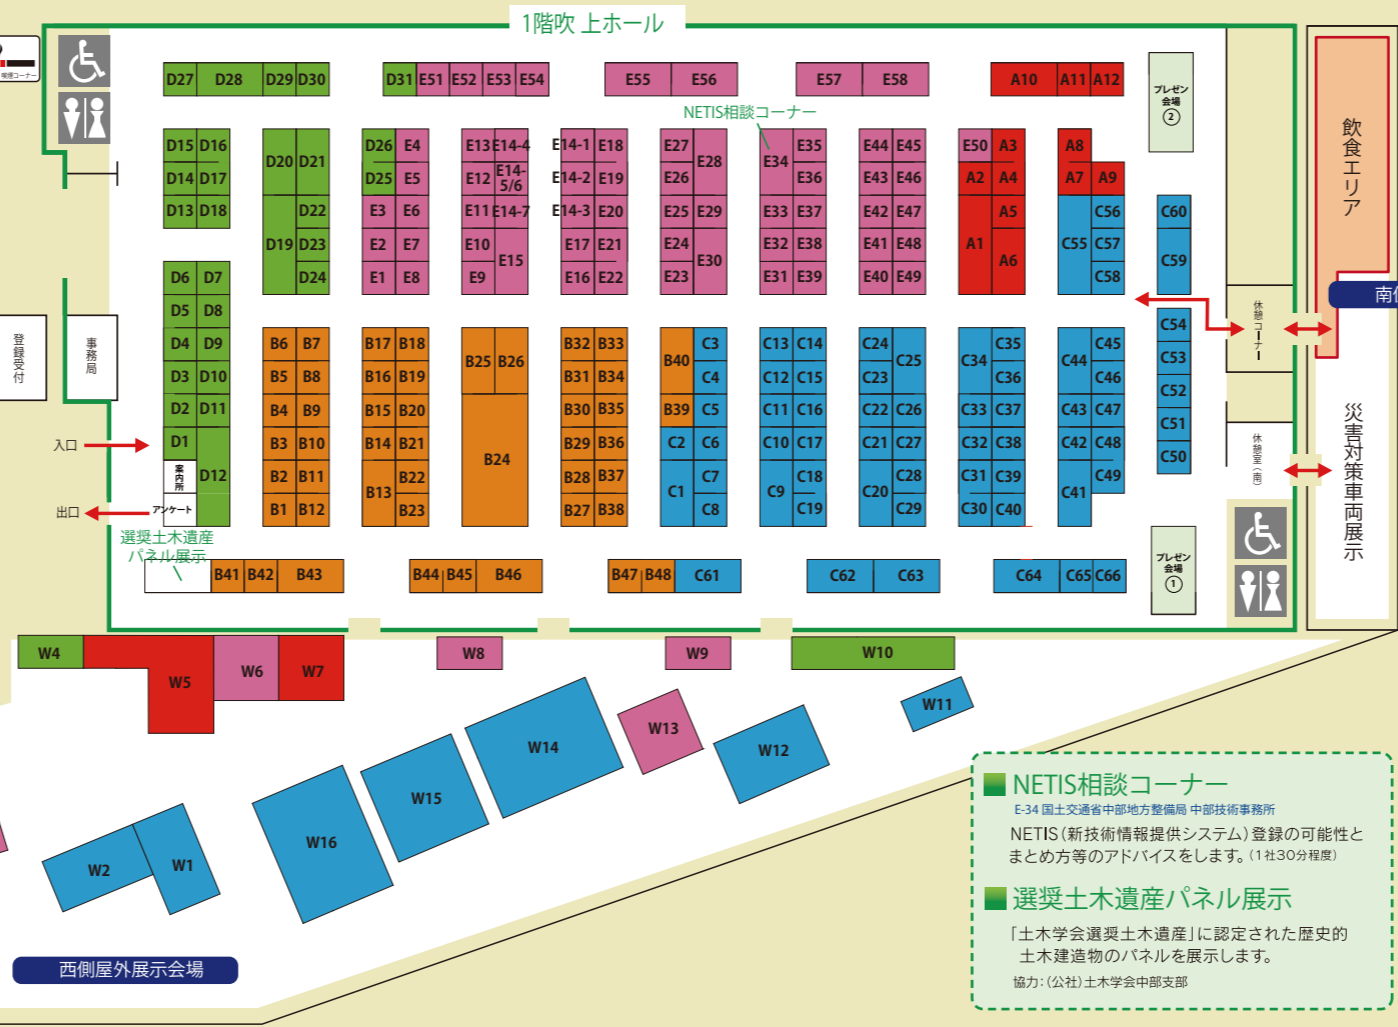 1階吹上ホール
喫煙コーナー
D27 D28 D29 D30 D31 E51 E52 E53 E54 E55 E56 E57 E58 A10 A11 A12
プレゼン
会場
②
NETIS相談コーナー
D15 D16 D20 D21 D26 E4 E13 E14-4 E14-1 E18 E27 E28 E34 E35 E44 E45 E50 A3 A8
D14 D17 D25 E5 E12 E14-5/6 E14-2 E19 E26 E36 E43 E46 A2 A4 A7 A9
D13 D18 D19 D22 E3 E6 E11 E14-7 E14-3 E20 E25 E29 E33 E37 E42 E47 A1 A5 C55 C56 C60
D23 E2 E7 E10 E15 E17 E21 E24 E30 E32 E38 E41 E48 A6 C57 C59
D6 D7 D24 E1 E8 E9 E16 E22 E23 E31 E39 E40 E49 C58
D5 D8 C54
D4 D9 B6 B7 B17 B18 B25 B26 B32 B33 B40 C3 C13 C14 C24 C25 C34 C35 C44 C45 C53
D3 D10 B5 B8 B16 B19 B31 B34 C4 C12 C15 C23 C36 C46 C52
D2 D11 B4 B9 B15 B20 B24 B30 B35 B39 C5 C11 C16 C22 C26 C33 C37 C43 C47 C51
D1 D12 B3 B10 B14 B21 B29 B36 C2 C6 C10 C17 C21 C27 C32 C38 C42 C48 C50
案内所 B2 B11 B13 B22 B28 B37 C1 C7 C9 C18 C20 C28 C31 C39 C41 C49
アンケート B1 B12 B23 B27 B38 C8 C19 C29 C30 C40
登録受付
事務局
入口
出口
休憩コーナー
休憩室(南)
飲食エリア
南
災害対策車両展示
選奨土木遺産
パネル展示
B41 B42 B43 B44 B45 B46 B47 B48 C61 C62 C63 C64 C65 C66
プレゼン
会場
①
W4 W5 W6 W7 W8 W9 W10
W11
W12 W13 W14 W15 W16
W2 W1
西側屋外展示会場
NETIS相談コーナー
E-34 国土交通省中部地方整備局 中部技術事務所
NETIS(新技術情報提供システム)登録の可能性と
まとめ方等のアドバイスをします。(1社30分程度)
選奨土木遺産パネル展示
「土木学会選奨土木遺産」に認定された歴史的
土木建造物のパネルを展示します。
協力:(公社)土木学会中部支部